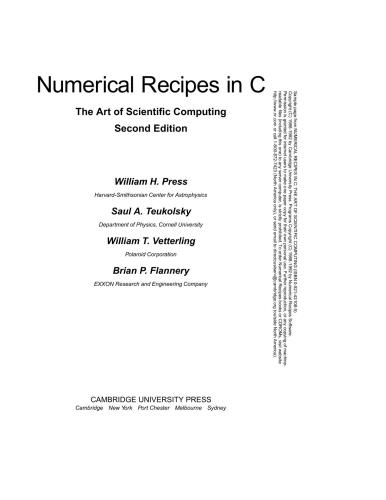 Numerical Recipes in C
The Art of Scientific Computing
Second Edition
William H. Press
Harvard-Smithsonian Center for Astrophysics
Saul A. Teukolsky
Department of Physics, Cornell University
William T. Vetterling
Polaroid Corporation
Brian P. Flannery
EXXON Research and Engineering Company
CAMBRIDGE UNIVERSITY PRESS
Cambridge New York Port Chester Melbourne Sydney
Sample page from NUMERICAL RECIPES IN C: THE ART OF SCIENTIFIC COMPUTING (ISBN 0-521-43108-5)
Copyright (C) 1988-1992 by Cambridge University Press. Programs Copyright (C) 1988-1992 by Numerical Recipes Software.
Permission is granted for internet users to make one paper copy for their own personal use. Further reproduction, or any copying of machine-
readable files (including this one) to any server computer, is strictly prohibited. To order Numerical Recipes books or CDROMs, visit website
http://www.nr.com or call 1-800-872-7423 (North America only), or send email to directcustserv@cambridge.org (outside North America).